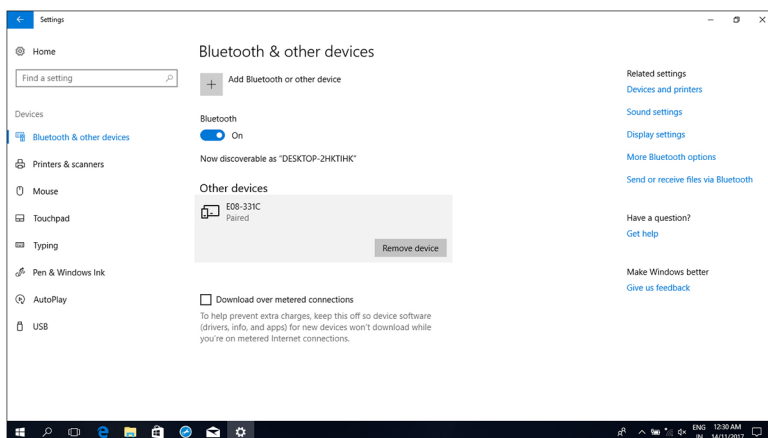 Settings
Home
Find a setting
Devices
Bluetooth & other devices
Printers & scanners
Mouse
Touchpad
Typing
Pen & Windows Ink
AutoPlay
USB
Bluetooth & other devices
Add Bluetooth or other device
Bluetooth
On
Now discoverable as "DESKTOP-2HKTIHK"
Other devices
E08-331C
Paired
Remove device
Download over metered connections
To help prevent extra charges, keep this off so device software
(drivers, info, and apps) for new devices won't download while
you're on metered Internet connections.
Related settings
Devices and printers
Sound settings
Display settings
More Bluetooth options
Send or receive files via Bluetooth
Have a question?
Get help
Make Windows better
Give us feedback
ENG 12:30 AM
IN 14/11/2017